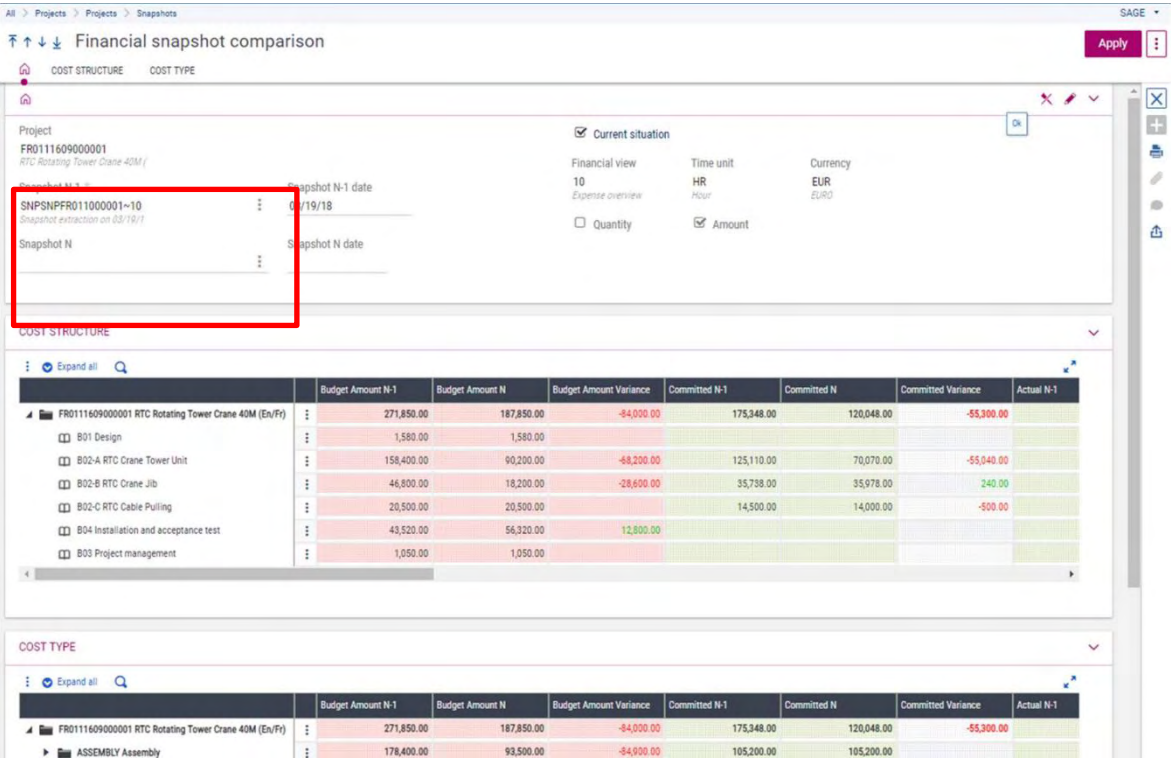 All > Projects > Projects > Snapshots SAGE
Financial snapshot comparison Apply
COST STRUCTURE COST TYPE
Project
FR0111609000001
RTC Rotating Tower Crane 40M (
Current situation
Ok
Financial view Time unit Currency
10 HR EUR
Expense overview Hour EURO
Snapshot N-1 * Snapshot N-1 date
SNPSNPFR011000001~10 /19/18
Snapshot extraction on 03/19/1
Quantity Amount
Snapshot N Snapshot N date
COST STRUCTURE
Expand all
Budget Amount N-1 Budget Amount N Budget Amount Variance Committed N-1 Committed N Committed Variance Actual N-1
FR0111609000001 RTC Rotating Tower Crane 40M (En/Fr) 271,850.00 187,850.00 -84,000.00 175,348.00 120,048.00 -55,300.00
B01 Design 1,580.00 1,580.00
B02-A RTC Crane Tower Unit 158,400.00 90,200.00 -68,200.00 125,110.00 70,070.00 -55,040.00
B02-B RTC Crane Jib 46,800.00 18,200.00 -28,600.00 35,738.00 35,978.00 240.00
B02-C RTC Cable Pulling 20,500.00 20,500.00 14,500.00 14,000.00 -500.00
B04 Installation and acceptance test 43,520.00 56,320.00 12,800.00
B03 Project management 1,050.00 1,050.00
COST TYPE
Expand all
Budget Amount N-1 Budget Amount N Budget Amount Variance Committed N-1 Committed N Committed Variance Actual N-1
FR0111609000001 RTC Rotating Tower Crane 40M (En/Fr) 271,850.00 187,850.00 -84,000.00 175,348.00 120,048.00 -55,300.00
ASSEMBLY Assembly 178,400.00 93,500.00 -84,900.00 105,200.00 105,200.00